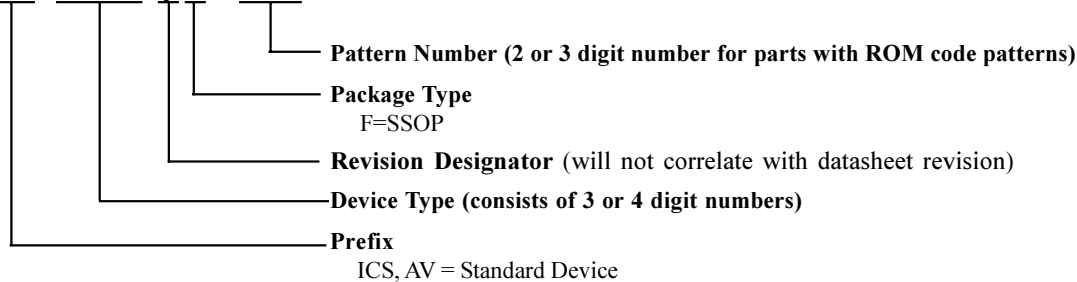 Pattern Number (2 or 3 digit number for parts with ROM code patterns)
Package Type
F=SSOP
Revision Designator (will not correlate with datasheet revision)
Device Type (consists of 3 or 4 digit numbers)
Prefix
ICS, AV = Standard Device